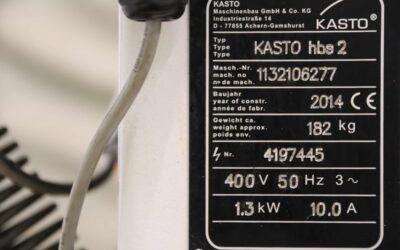 KASTO
Maschinenbau GmbH & Co. KG
Industriestraße 14
D - 77855 Achern-Gamshurst
KASTO®
Typ
Type
Type
KASTO hbs 2
Masch.-Nr.
mach. no
no de mach.
1132106277
Baujahr
year of constr.
année de fabr.
2014 CE
Gewicht ca.
weight approx.
poids env.
182 kg
Nr.
4197445
400 V 50 Hz 3~
1.3 kW 10.0 A